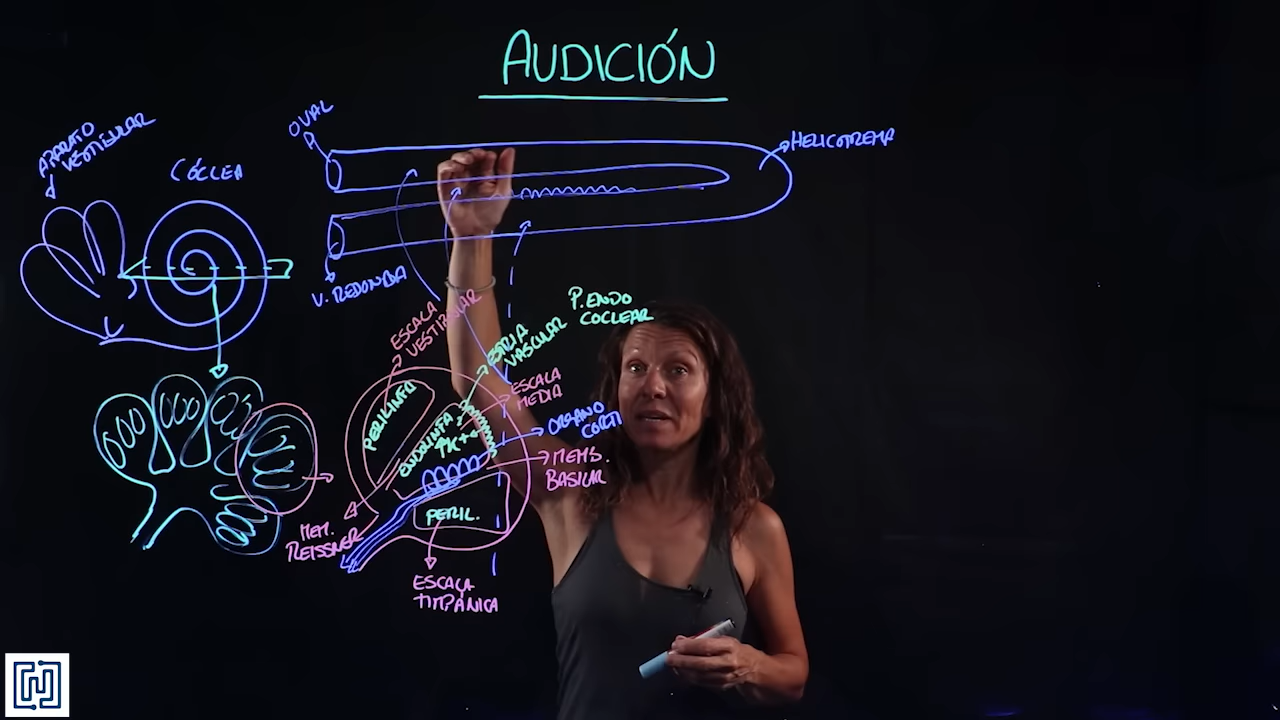 AUDICIÓN
OVAL
HELICOTREMA
APARATO
VESTIBULAR
CÓCLEA
V. REDONDA
ESCALA
VESTIBULAR
ESTRIA
VASCULAR
P. ENDO
COCLEAR
PERILINFA
ENDOLINFA
↑K+
ESCALA
MEDIA
ORGANO
CORTI
MEMB.
BASILAR
PERIL.
MEM.
REISSNER
ESCALA
TIMPÁNICA